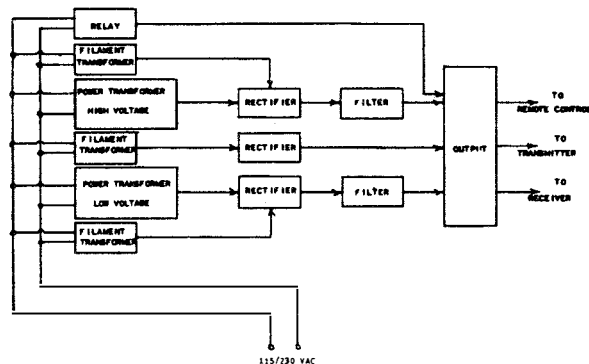 RELAY
FILAMENT
TRANSFORMER
POWER TRANSFORMER
HIGH VOLTAGE
RECTIFIER
FILTER
TO
REMOTE CONTROL
FILAMENT
TRANSFORMER
RECTIFIER
OUTPUT
TO
TRANSMITTER
POWER TRANSFORMER
LOW VOLTAGE
RECTIFIER
FILTER
TO
RECEIVER
FILAMENT
TRANSFORMER
115/230 VAC